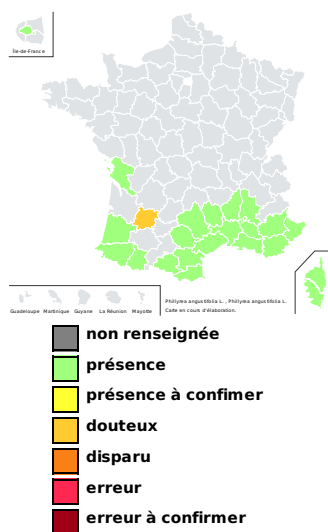 Île-de-France
Guadeloupe Martinique Guyane La Réunion Mayotte
Phillyrea angustifolia L. , Phillyrea angustifolia L.
Carte en cours d'élaboration.
non renseignée
présence
présence à confimer
douteux
disparu
erreur
erreur à confirmer